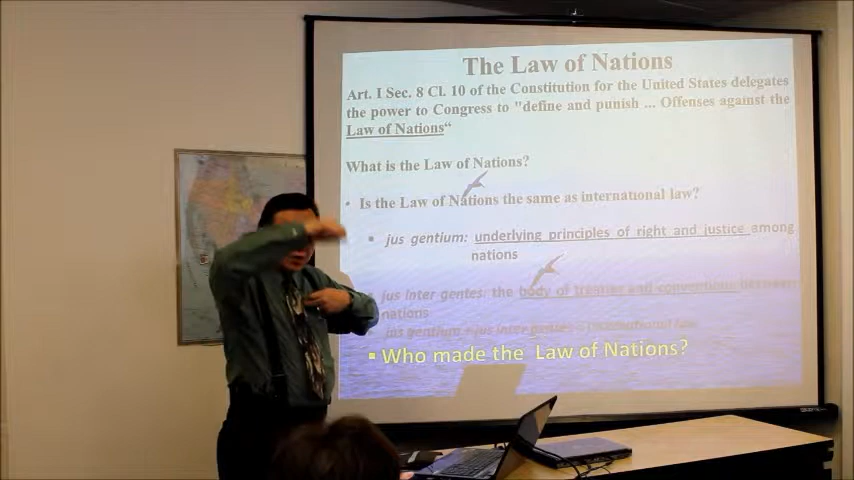 The Law of Nations
Art. I Sec. 8 Cl. 10 of the Constitution for the United States delegates
the power to Congress to "define and punish ... Offenses against the
Law of Nations"
What is the Law of Nations?
• Is the Law of Nations the same as international law?
• jus gentium: underlying principles of right and justice among
nations
jus inter gentes: the body of treaties and conventions between
nations
• jus gentium + jus inter gentes = international law
▪ Who made the Law of Nations?